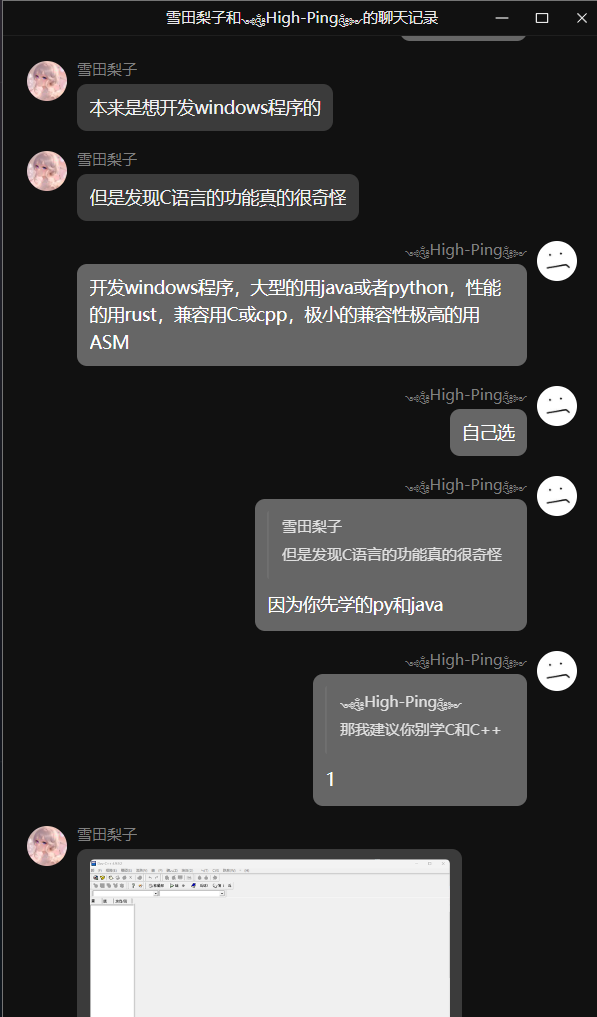 雪田梨子和High-Ping的聊天记录
雪田梨子
本来是想开发windows程序的
雪田梨子
但是发现C语言的功能真的很奇怪
High-Ping
开发windows程序，大型的用java或者python，性能
的用rust，兼容用C或cpp，极小的兼容性极高的用
ASM
High-Ping
自己选
High-Ping
雪田梨子
但是发现C语言的功能真的很奇怪
因为你先学的py和java
High-Ping
High-Ping
那我建议你别学C和C++
1
雪田梨子